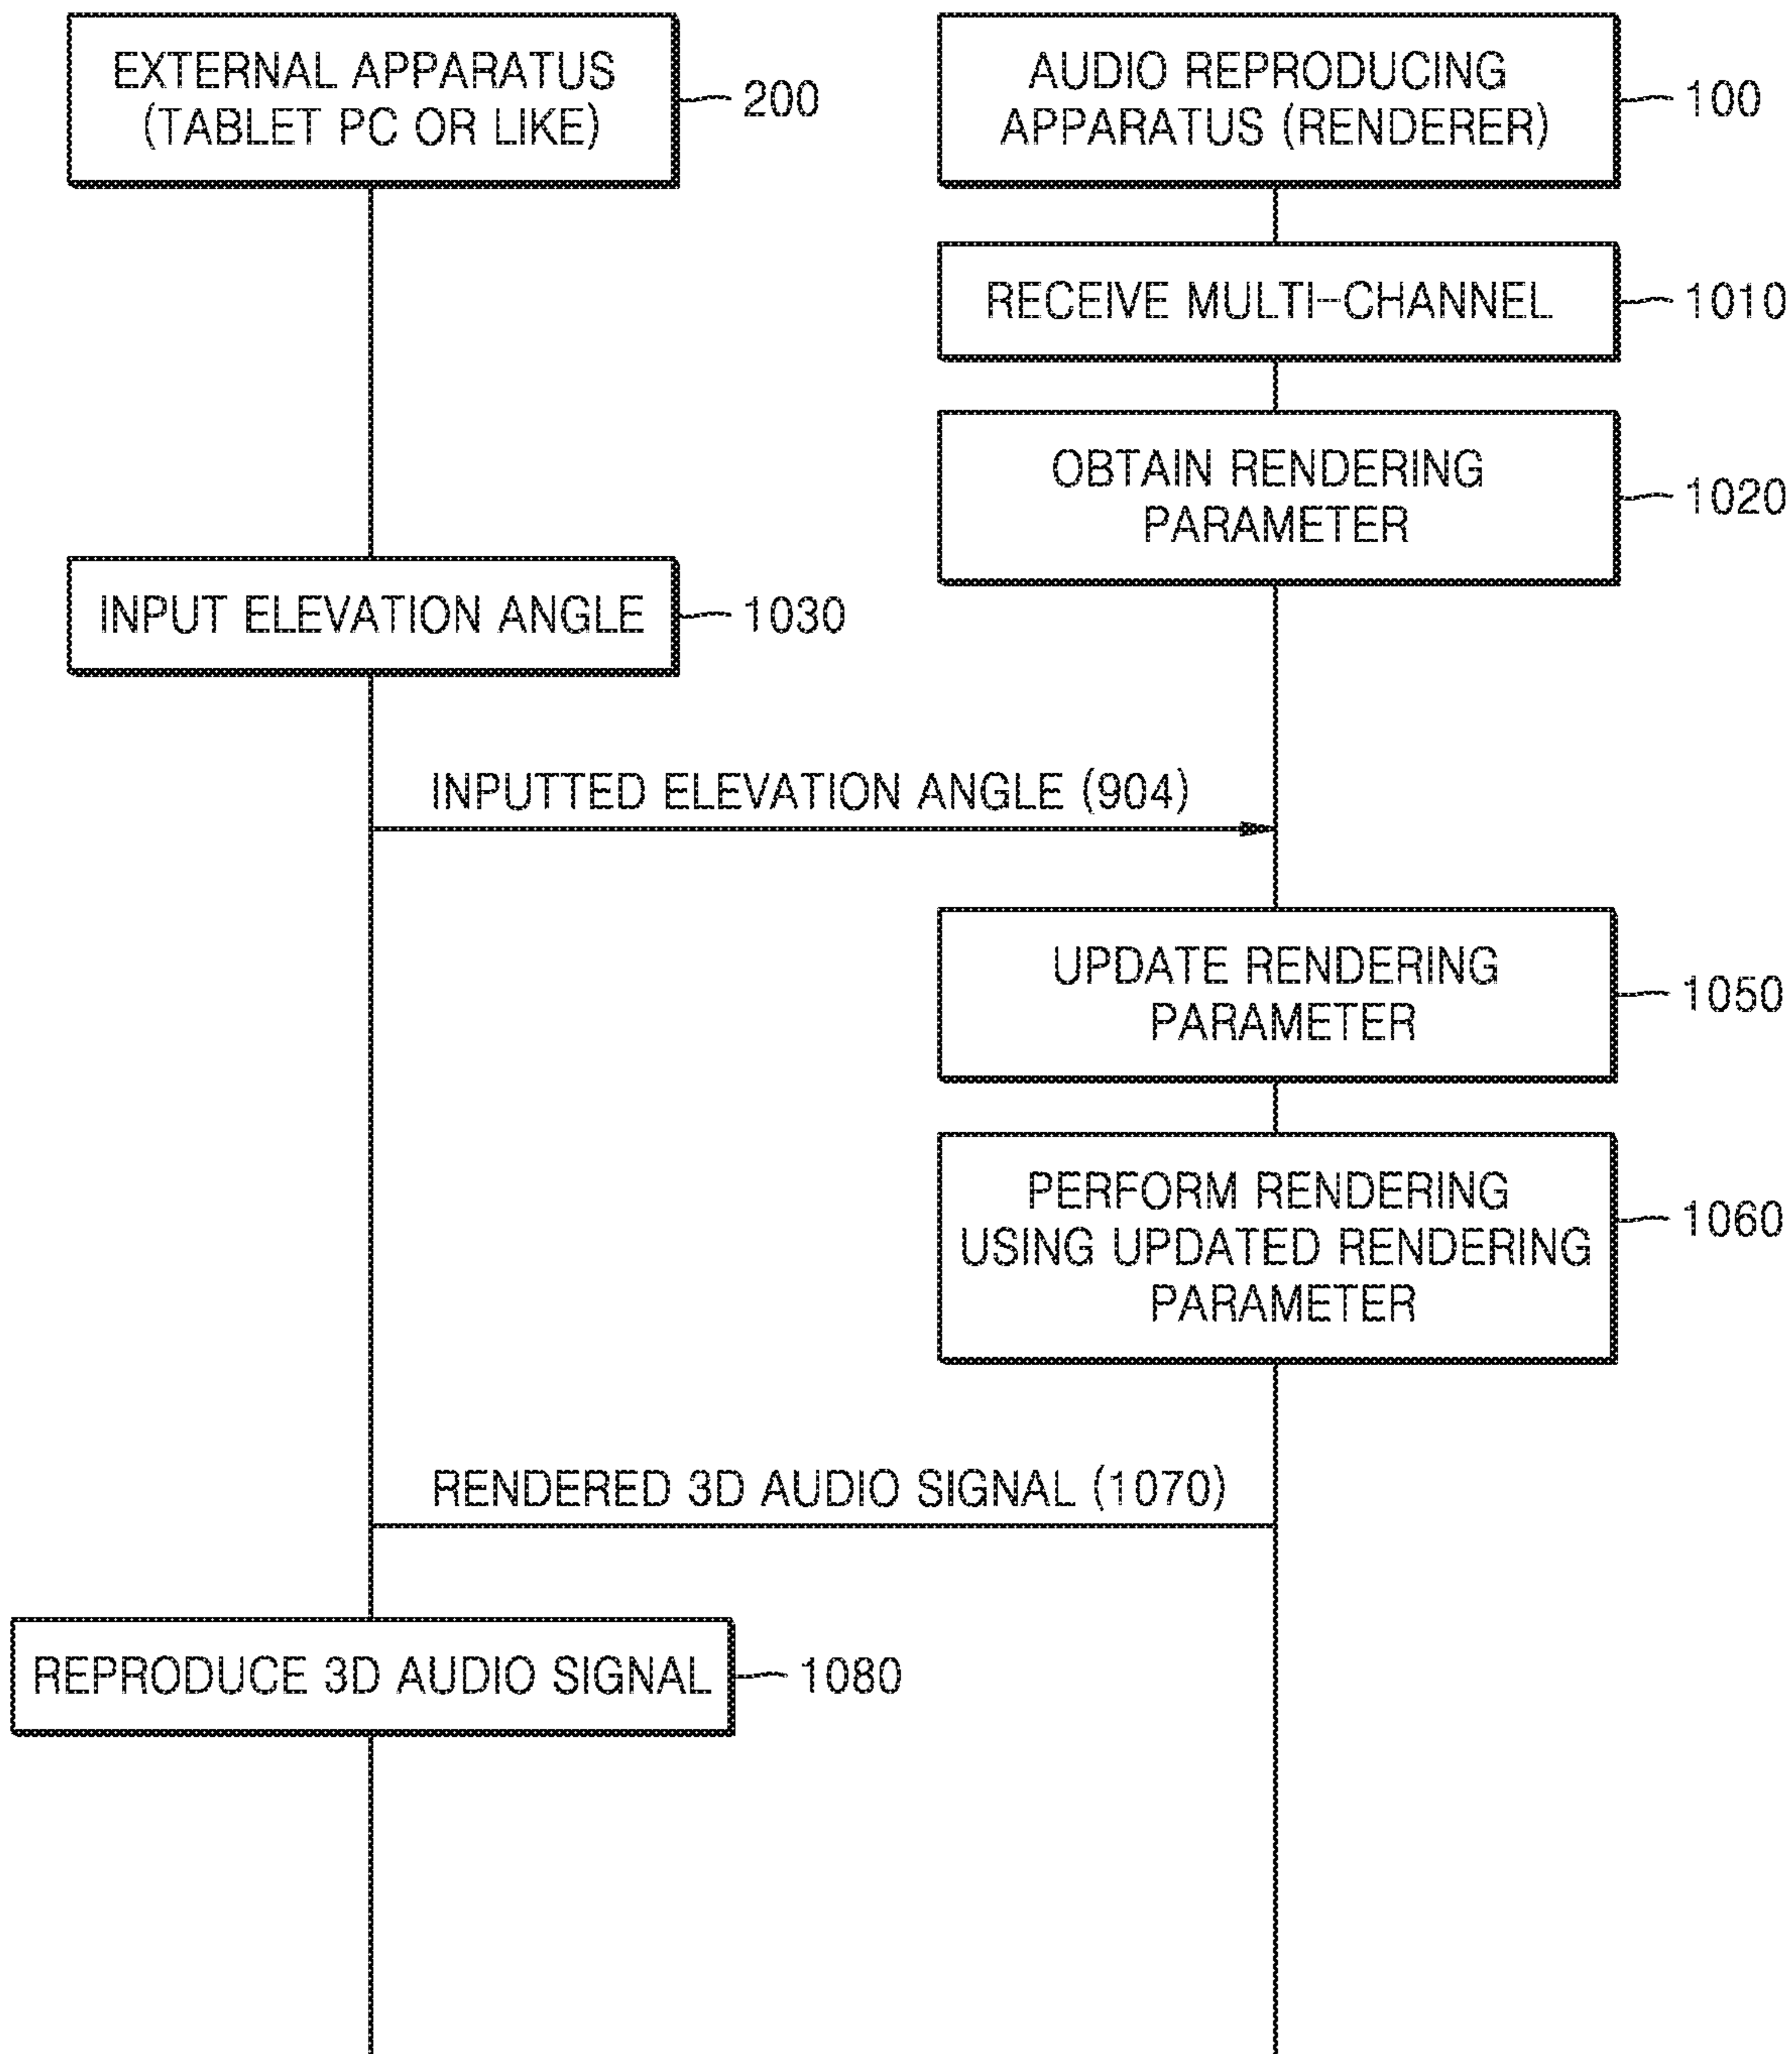 EXTERNAL APPARATUS
(TABLET PC OR LIKE)
200
AUDIO REPRODUCING
APPARATUS (RENDERER)
100
RECEIVE MULTI-CHANNEL
1010
OBTAIN RENDERING
PARAMETER
1020
INPUT ELEVATION ANGLE
1030
INPUTTED ELEVATION ANGLE (904)
UPDATE RENDERING
PARAMETER
1050
PERFORM RENDERING
USING UPDATED RENDERING
PARAMETER
1060
RENDERED 3D AUDIO SIGNAL (1070)
REPRODUCE 3D AUDIO SIGNAL
1080